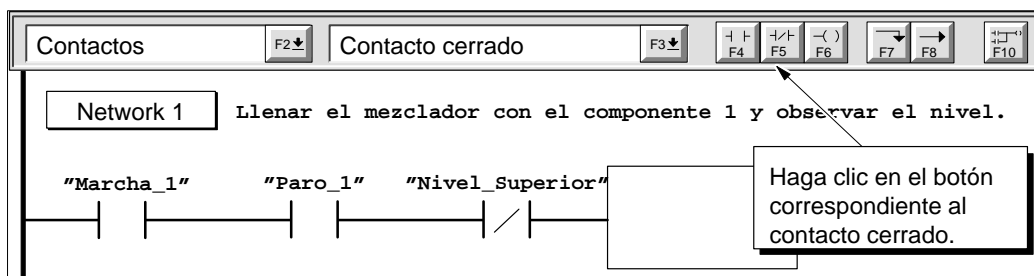 Contactos F2 Contacto cerrado F3 F4 F5 F6 F7 F8 F10
Network 1 Llenar el mezclador con el componente 1 y observar el nivel.
"Marcha_1" "Paro_1" "Nivel_Superior"
Haga clic en el botón
correspondiente al
contacto cerrado.